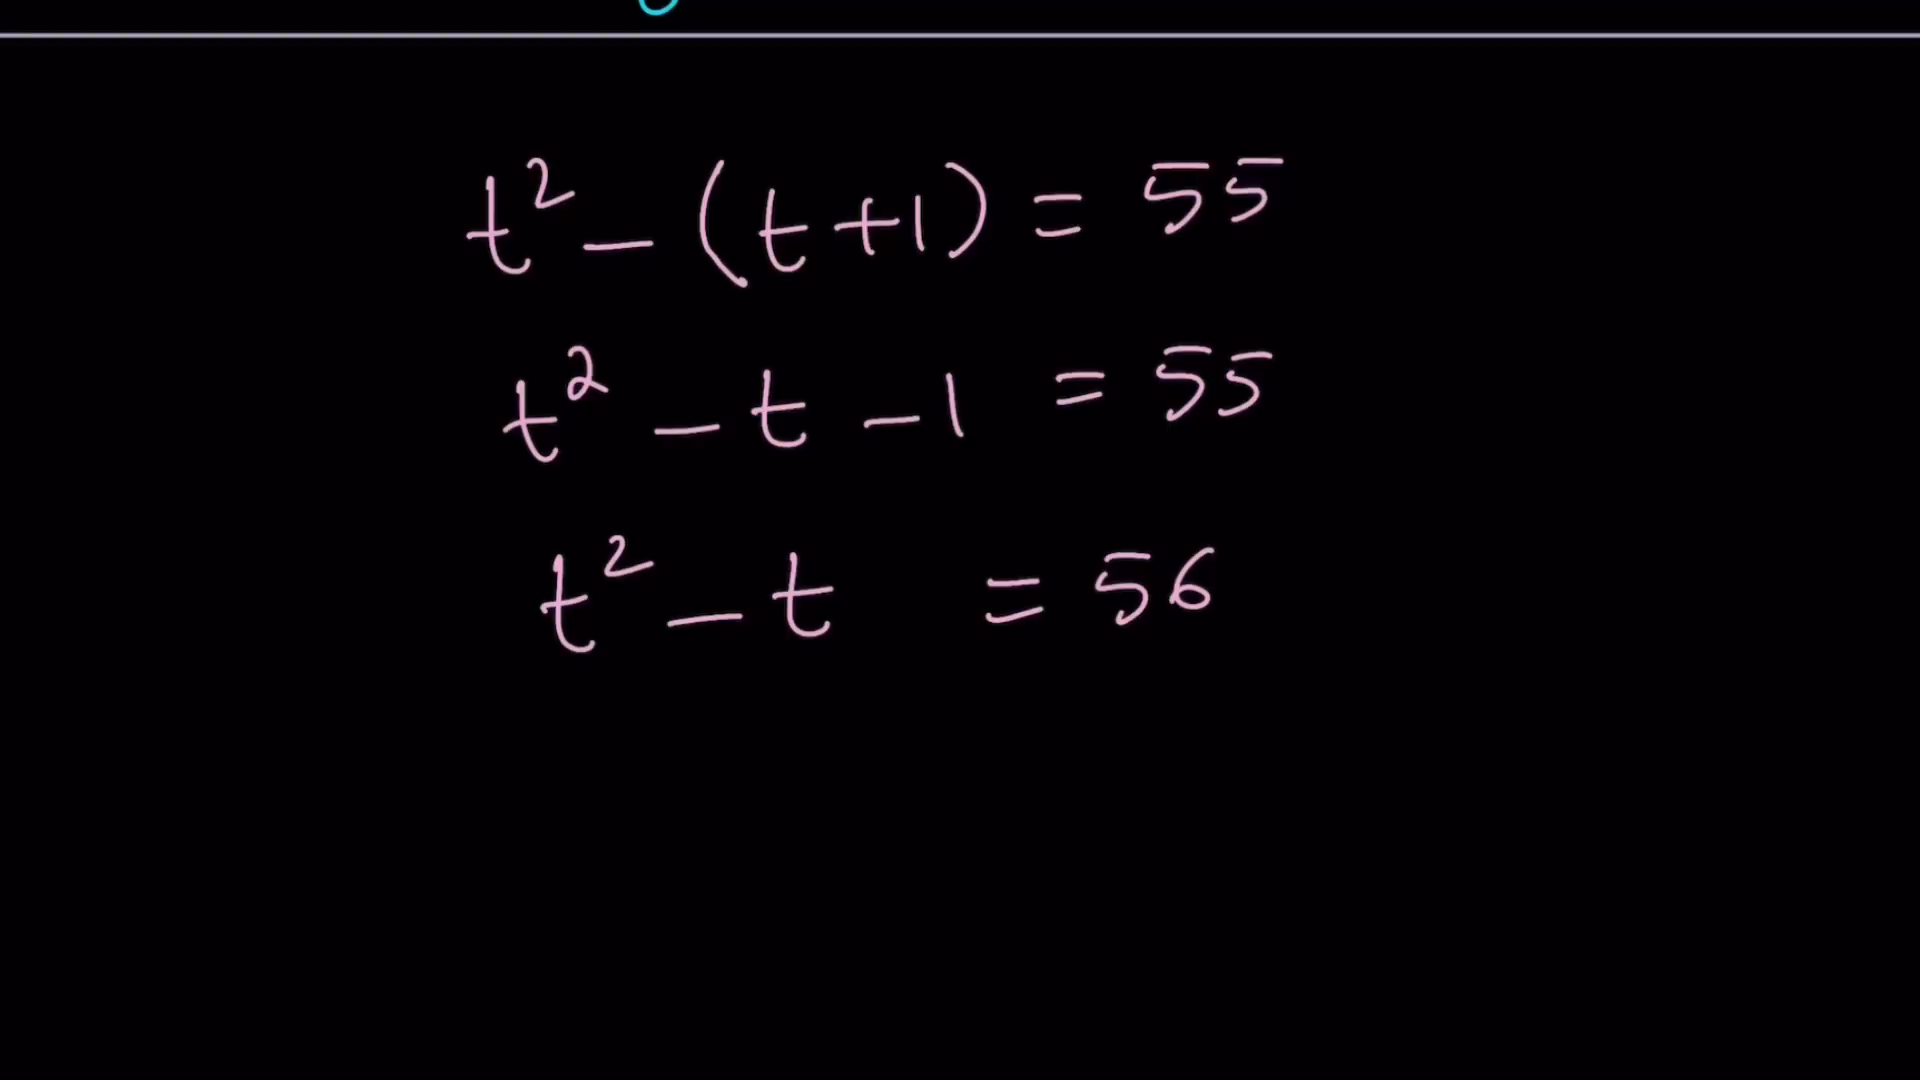 t² - (t+1) = 55
t² - t - 1 = 55
t² - t = 56